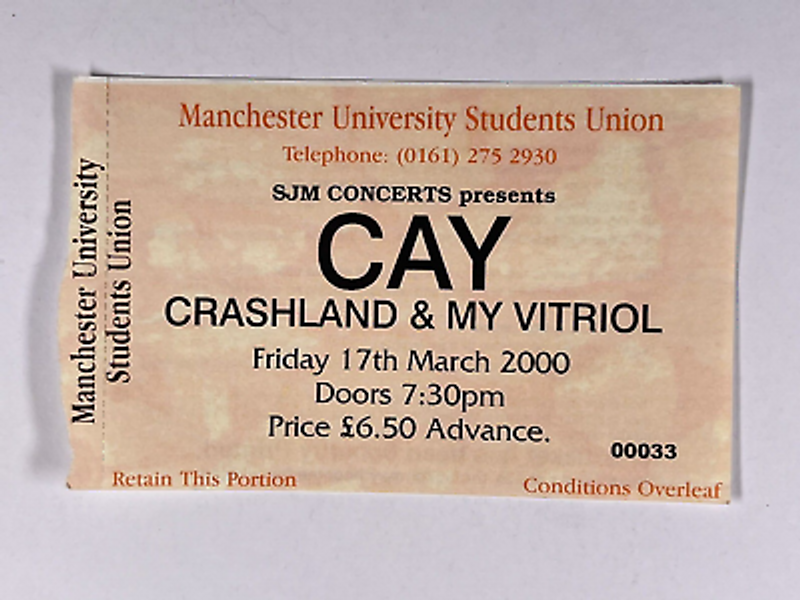 Manchester University
Students Union
Manchester University Students Union
Telephone: (0161) 275 2930
SJM CONCERTS presents
CAY
CRASHLAND & MY VITRIOL
Friday 17th March 2000
Doors 7:30pm
Price £6.50 Advance.
00033
Retain This Portion
Conditions Overleaf